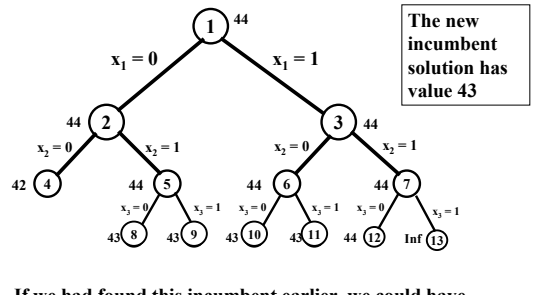 1 44
The new
incumbent
solution has
value 43
x1 = 0 x1 = 1
44 2 3 44
x2 = 0 x2 = 1 x2 = 0 x2 = 1
42 4 44 5 44 6 44 7
x3 = 0 x3 = 1 x3 = 0 x3 = 1 x3 = 0 x3 = 1
43 8 43 9 43 10 43 11 44 12 Inf 13
If we had found this incumbent earlier, we could have